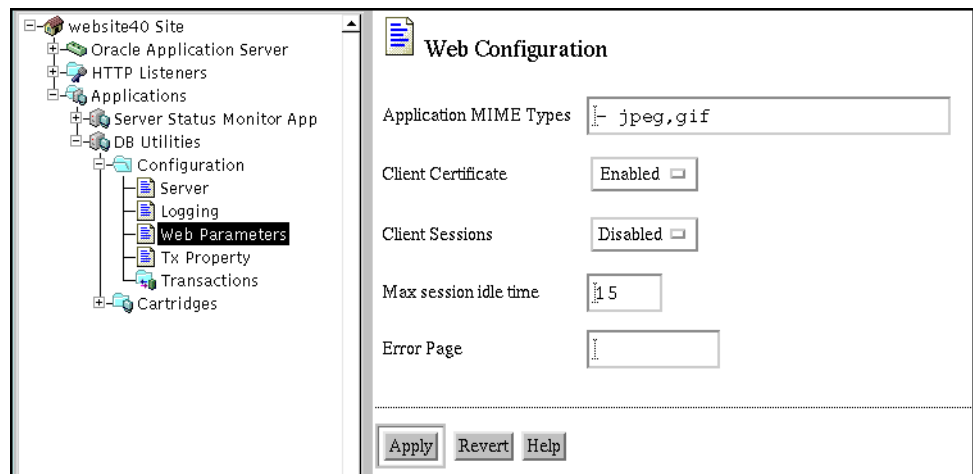 website40 Site
Oracle Application Server
HTTP Listeners
Applications
Server Status Monitor App
DB Utilities
Configuration
Server
Logging
Web Parameters
Tx Property
Transactions
Cartridges
Web Configuration
Application MIME Types - jpeg,gif
Client Certificate Enabled
Client Sessions Disabled
Max session idle time 15
Error Page
Apply Revert Help